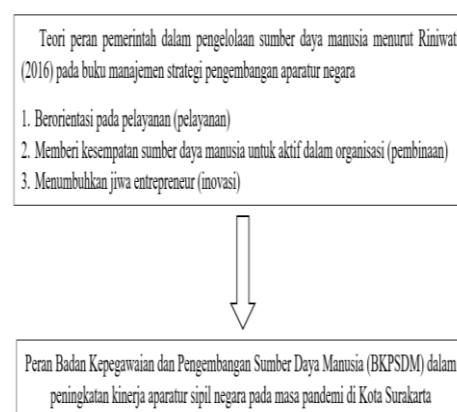 Teori peran pemerintah dalam pengelolaan sumber daya manusia menurut Riniwat
(2016) pada buku manajemen strategi pengembangan aparatur negara
1. Berorientasi pada pelayanan (pelayanan)
2. Memberi kesempatan sumber daya manusia untuk aktif dalam organisasi (pembinaan)
3. Menumbuhkan jiwa entrepreneur (inovasi)
Peran Badan Kepegawaian dan Pengembangan Sumber Daya Manusia (BKPSDM) dalam
peningkatan kinerja aparatur sipil negara pada masa pandemi di Kota Surakarta